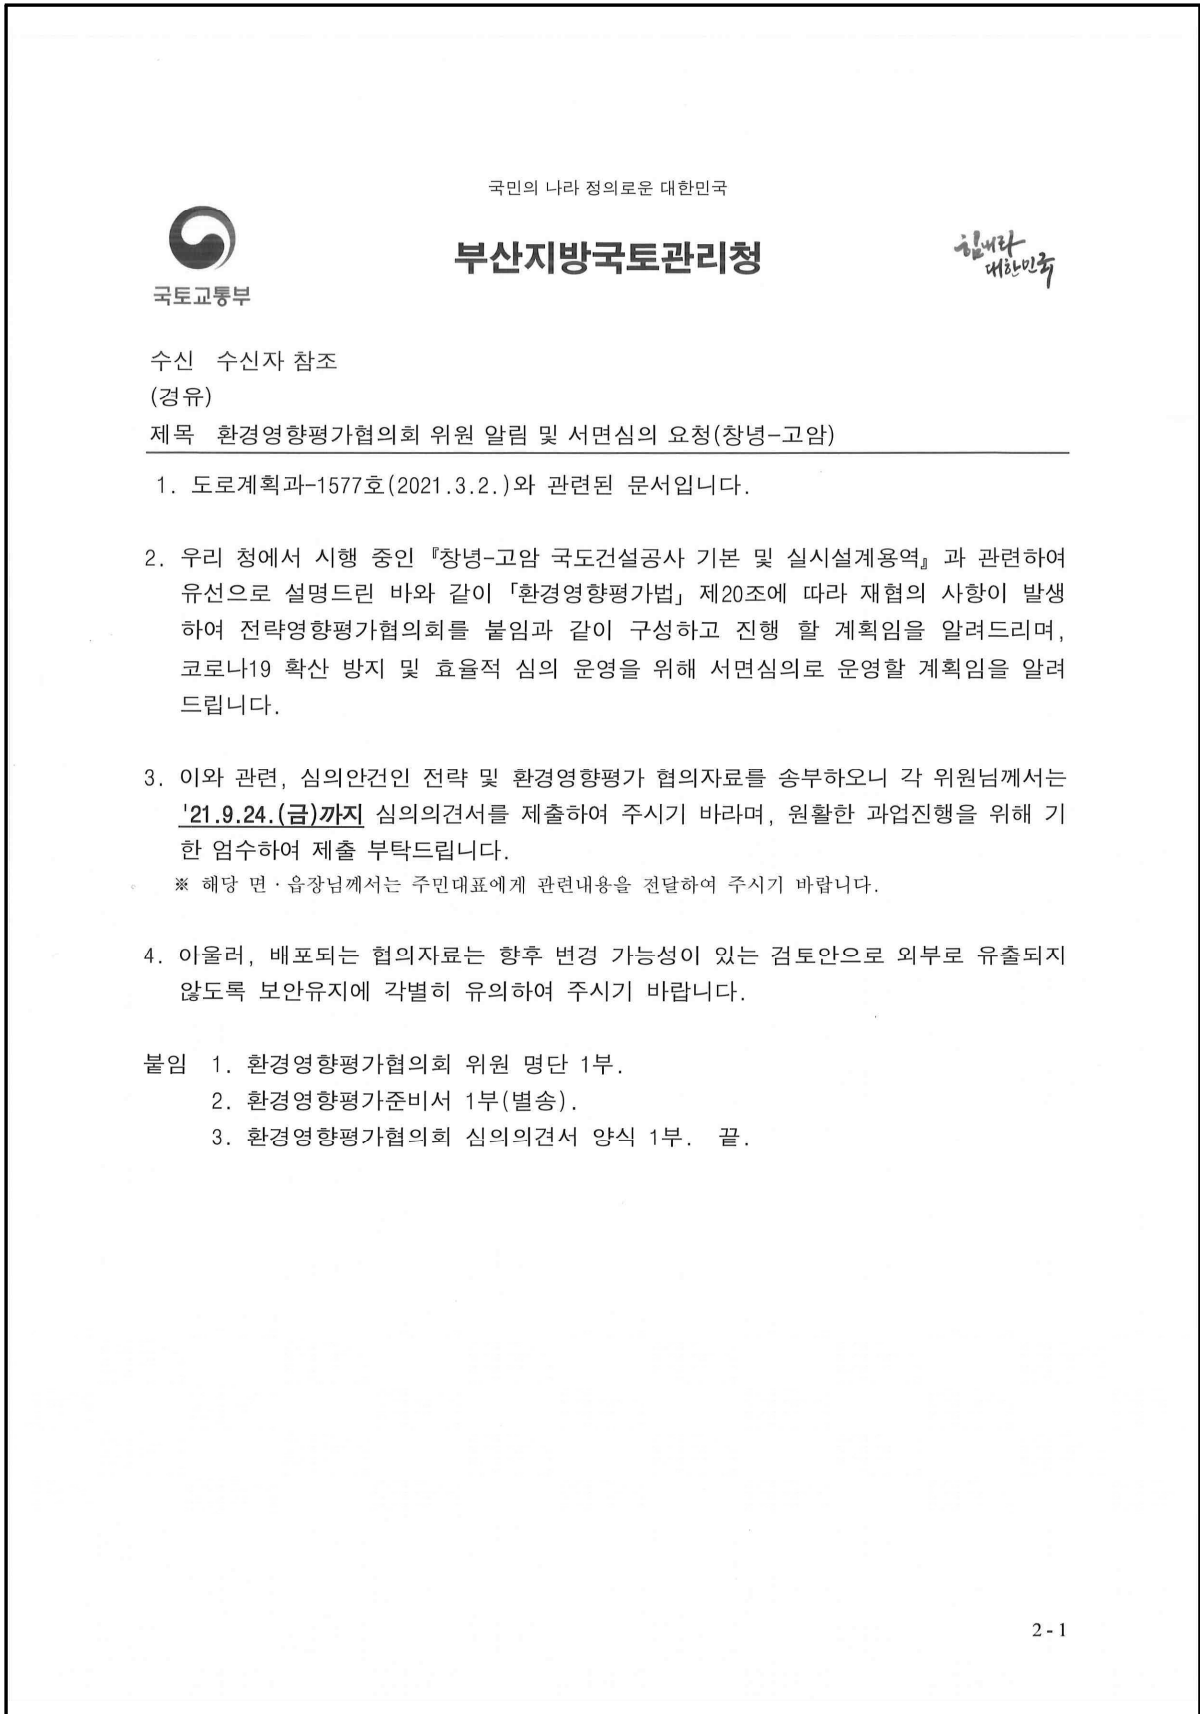 국민의 나라 정의로운 대한민국
국토교통부
부산지방국토관리청
힘내라
대한민국
수신 수신자 참조
(경유)
제목 환경영향평가협의회 위원 알림 및 서면심의 요청(창녕-고암)
1. 도로계획과-1577호(2021.3.2.)와 관련된 문서입니다.
2. 우리 청에서 시행 중인 『창녕-고암 국도건설공사 기본 및 실시설계용역』 과 관련하여
유선으로 설명드린 바와 같이 「환경영향평가법」 제20조에 따라 재협의 사항이 발생
하여 전략영향평가협의회를 붙임과 같이 구성하고 진행 할 계획임을 알려드리며,
코로나19 확산 방지 및 효율적 심의 운영을 위해 서면심의로 운영할 계획임을 알려
드립니다.
3. 이와 관련, 심의안건인 전략 및 환경영향평가 협의자료를 송부하오니 각 위원님께서는
'21.9.24.(금)까지 심의의견서를 제출하여 주시기 바라며, 원활한 과업진행을 위해 기
한 엄수하여 제출 부탁드립니다.
※ 해당 면·읍장님께서는 주민대표에게 관련내용을 전달하여 주시기 바랍니다.
4. 아울러, 배포되는 협의자료는 향후 변경 가능성이 있는 검토안으로 외부로 유출되지
않도록 보안유지에 각별히 유의하여 주시기 바랍니다.
붙임 1. 환경영향평가협의회 위원 명단 1부.
2. 환경영향평가준비서 1부(별송).
3. 환경영향평가협의회 심의의견서 양식 1부. 끝.
2 - 1